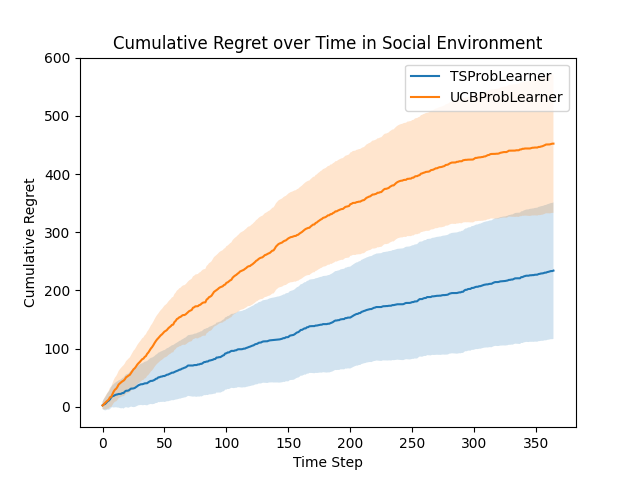 Cumulative Regret over Time in Social Environment
TSProbLearner
UCBProbLearner
Cumulative Regret
600
500
400
300
200
100
0
0 50 100 150 200 250 300 350
Time Step